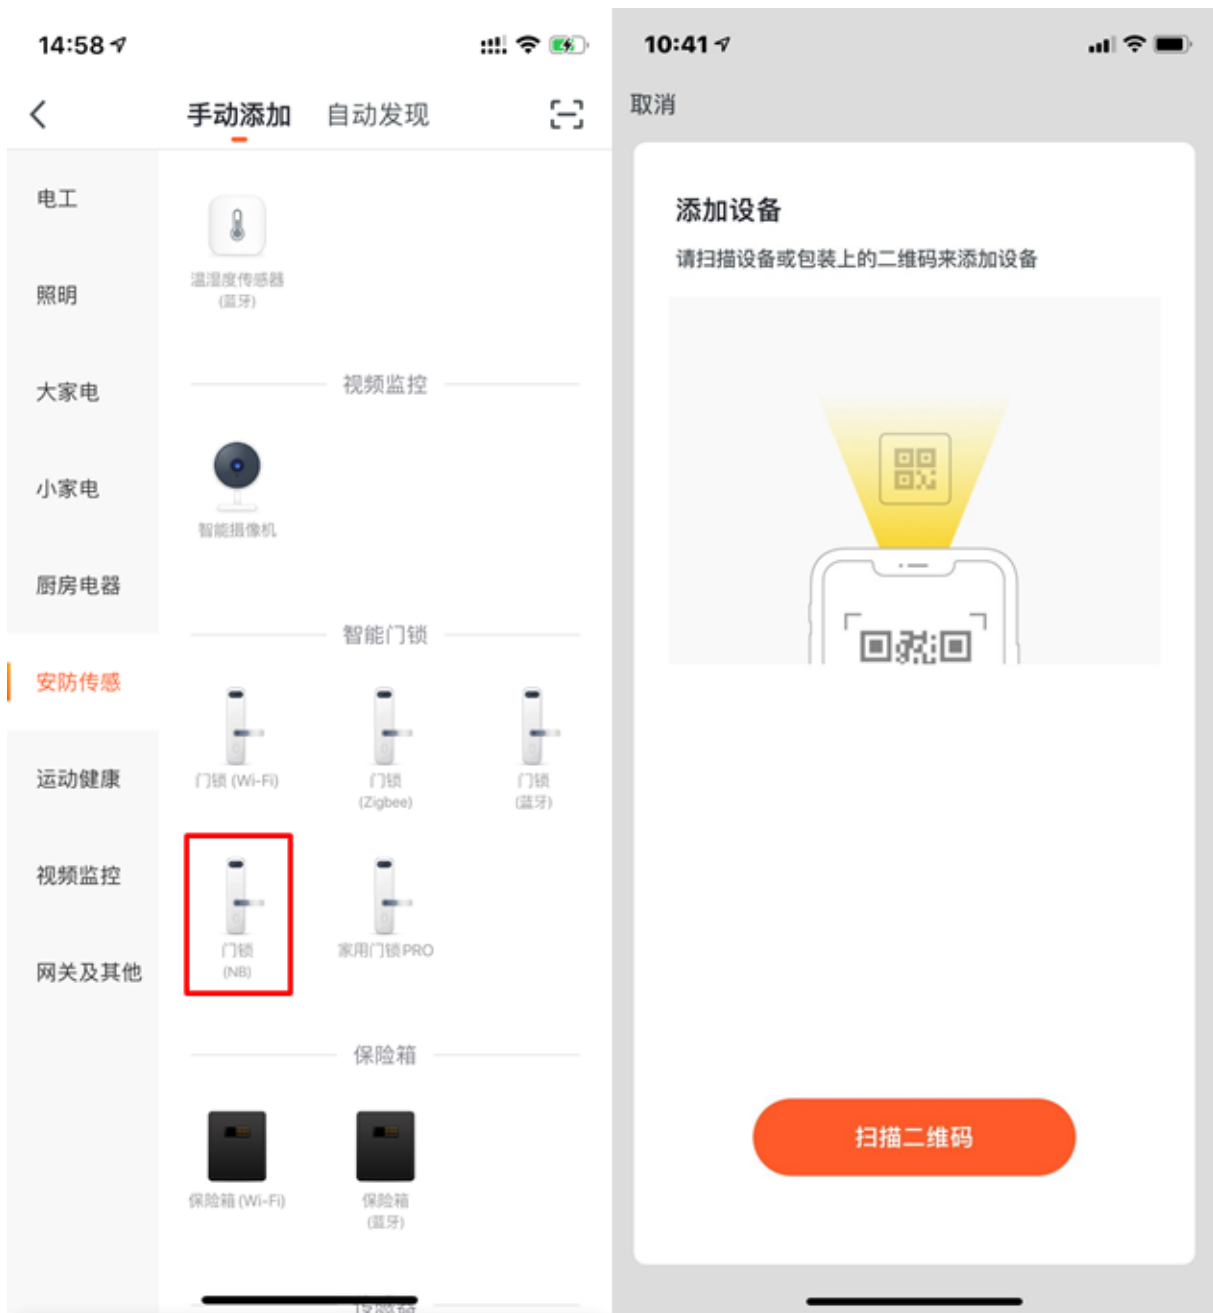 14:58
手动添加 自动发现
电工
照明
大家电
小家电
厨房电器
安防传感
运动健康
视频监控
网关及其他
温湿度传感器
(蓝牙)
视频监控
智能摄像机
智能门锁
门锁 (Wi-Fi)
门锁
(Zigbee)
门锁
(蓝牙)
门锁
(NB)
家用门锁PRO
保险箱
保险箱 (Wi-Fi)
保险箱
(蓝牙)
10:41
取消
添加设备
请扫描设备或包装上的二维码来添加设备
扫描二维码